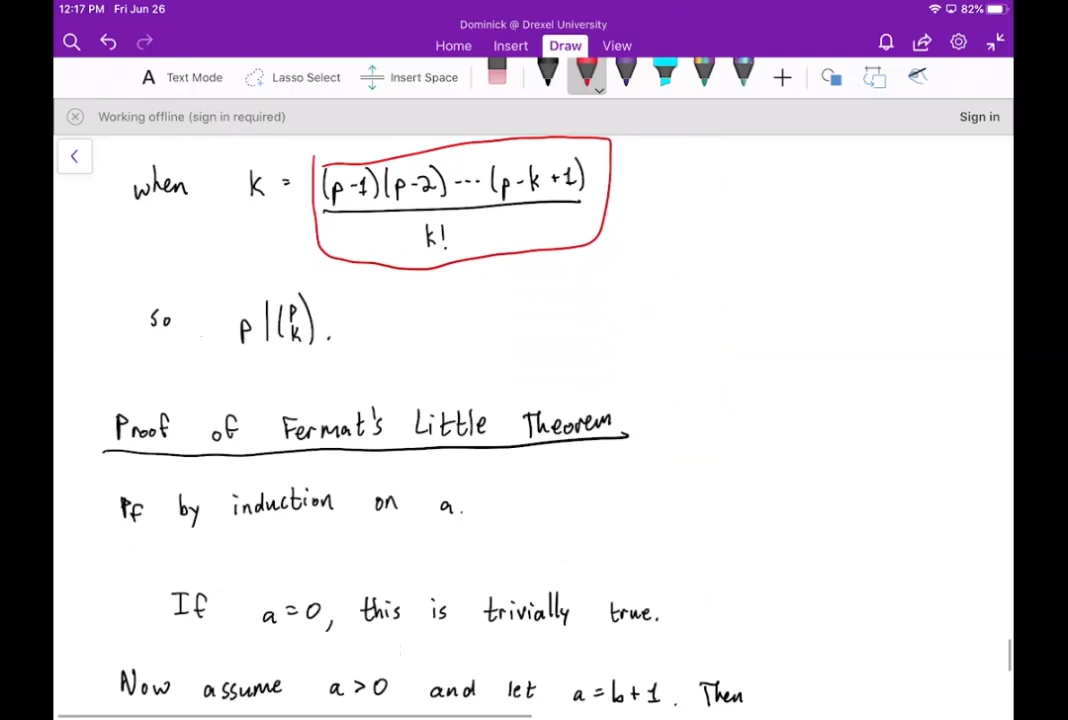 12:17 PM Fri Jun 26 82%
Dominick @ Drexel University
Home Insert Draw View
A Text Mode Lasso Select Insert Space
Working offline (sign in required) Sign in
when k = (p-1)(p-2)---(p-k+1)
k!
so p|(p k).
Proof of Fermat's Little Theorem
Pf by induction on a.
If a=0, this is trivially true.
Now assume a>0 and let a=b+1. Then